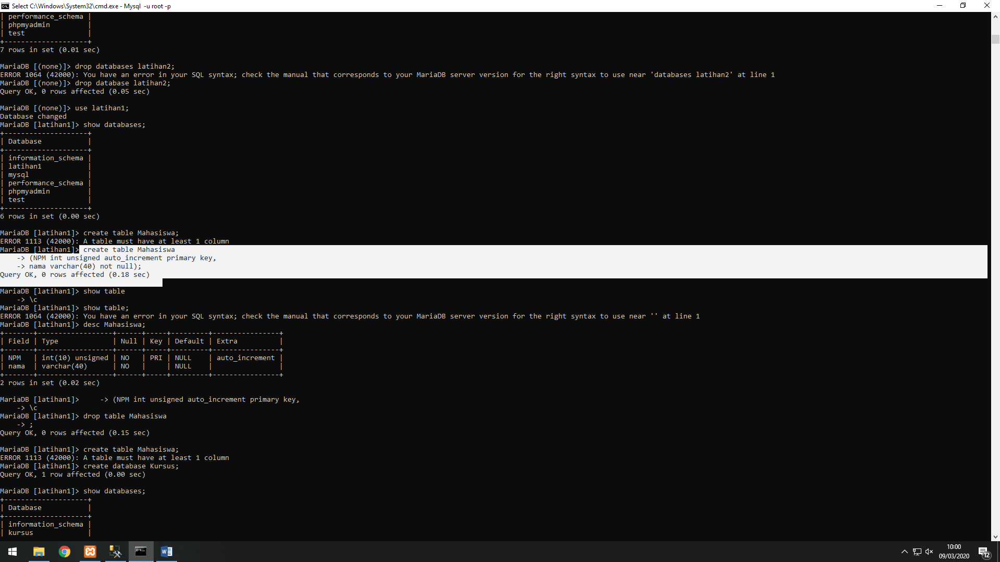 Select C:\Windows\System32\cmd.exe - Mysql  -u root -p
| performance_schema |
| phpmyadmin         |
| test               |
+--------------------+
7 rows in set (0.01 sec)

MariaDB [(none)]> drop databases latihan2;
ERROR 1064 (42000): You have an error in your SQL syntax; check the manual that corresponds to your MariaDB server version for the right syntax to use near 'databases latihan2' at line 1
MariaDB [(none)]> drop database latihan2;
Query OK, 0 rows affected (0.05 sec)

MariaDB [(none)]> use latihan1;
Database changed
MariaDB [latihan1]> show databases;
+--------------------+
| Database           |
+--------------------+
| information_schema |
| latihan1           |
| mysql              |
| performance_schema |
| phpmyadmin         |
| test               |
+--------------------+
6 rows in set (0.00 sec)

MariaDB [latihan1]> create table Mahasiswa;
ERROR 1113 (42000): A table must have at least 1 column
MariaDB [latihan1]> create table Mahasiswa
    -> (NPM int unsigned auto_increment primary key,
    -> nama varchar(40) not null);
Query OK, 0 rows affected (0.18 sec)

MariaDB [latihan1]> show table
    -> \c
MariaDB [latihan1]> show table;
ERROR 1064 (42000): You have an error in your SQL syntax; check the manual that corresponds to your MariaDB server version for the right syntax to use near '' at line 1
MariaDB [latihan1]> desc Mahasiswa;
+-------+------------------+------+-----+---------+----------------+
| Field | Type             | Null | Key | Default | Extra          |
+-------+------------------+------+-----+---------+----------------+
| NPM   | int(10) unsigned | NO   | PRI | NULL    | auto_increment |
| nama  | varchar(40)      | NO   |     | NULL    |                |
+-------+------------------+------+-----+---------+----------------+
2 rows in set (0.02 sec)

MariaDB [latihan1]>     -> (NPM int unsigned auto_increment primary key,
    -> \c
MariaDB [latihan1]> drop table Mahasiswa
    -> ;
Query OK, 0 rows affected (0.15 sec)

MariaDB [latihan1]> create table Mahasiswa;
ERROR 1113 (42000): A table must have at least 1 column
MariaDB [latihan1]> create database Kursus;
Query OK, 1 row affected (0.00 sec)

MariaDB [latihan1]> show databases;
+--------------------+
| Database           |
+--------------------+
| information_schema |
| kursus             |
10:00
09/03/2020
12